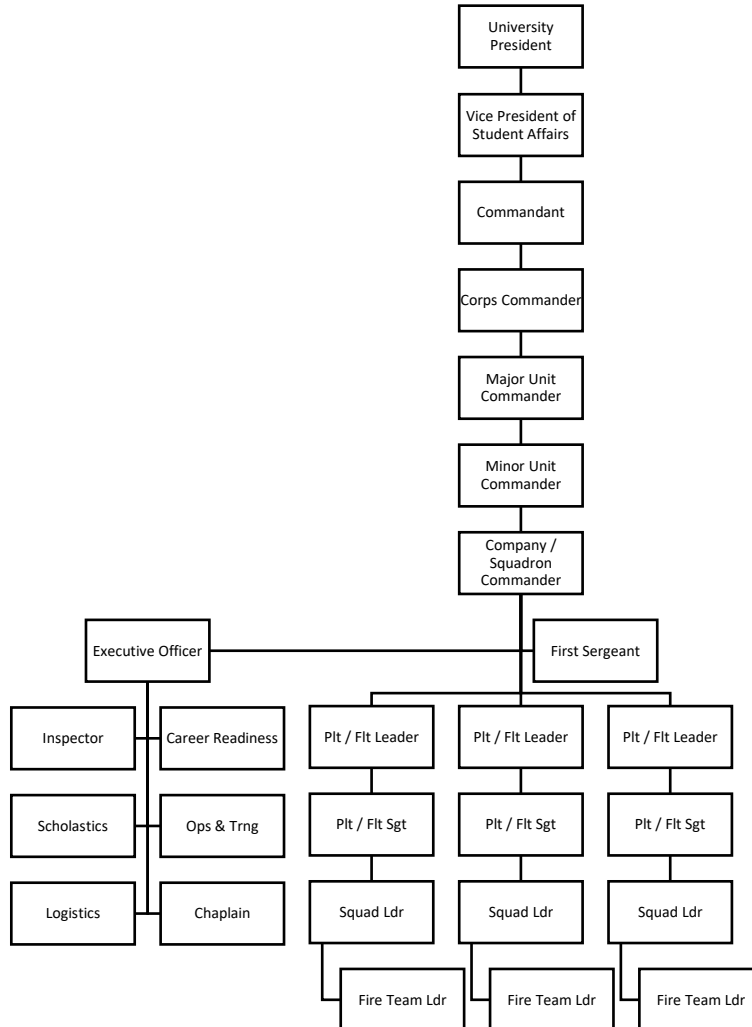 University
President
Vice President of
Student Affairs
Commandant
Corps Commander
Major Unit
Commander
Minor Unit
Commander
Company /
Squadron
Commander
Executive Officer
First Sergeant
Inspector
Career Readiness
Plt / Flt Leader
Plt / Flt Leader
Plt / Flt Leader
Scholastics
Ops & Trng
Plt / Flt Sgt
Plt / Flt Sgt
Plt / Flt Sgt
Logistics
Chaplain
Squad Ldr
Squad Ldr
Squad Ldr
Fire Team Ldr
Fire Team Ldr
Fire Team Ldr